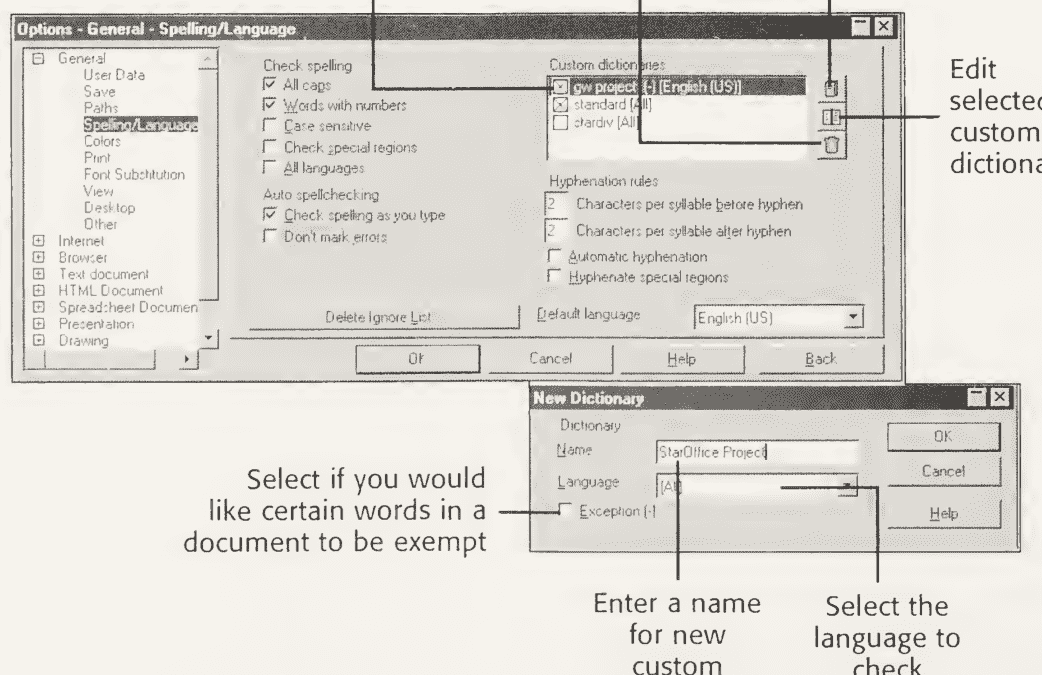 Options - General - Spelling/Language
General
User Data
Save
Paths
Spelling/Language
Colors
Print
Font Substitution
View
Desktop
Other
Internet
Browser
Text document
HTML Document
Spreadsheet Documen
Presentation
Drawing
Check spelling
All caps
Words with numbers
Case sensitive
Check special regions
All languages
Auto spellchecking
Check spelling as you type
Don't mark errors
Delete Ignore List
Custom dictionaries
gw project (-) [English (US)]
standard [All]
stardiv [All]
Hyphenation rules
2 Characters per syllable before hyphen
2 Characters per syllable after hyphen
Automatic hyphenation
Hyphenate special regions
Default language English (US)
OK Cancel Help Back
Edit
selected
custom
dictiona
New Dictionary
Dictionary
Name StarOffice Project
Language [All]
Exception (-)
OK
Cancel
Help
Select if you would
like certain words in a
document to be exempt
Enter a name
for new
custom
Select the
language to
check